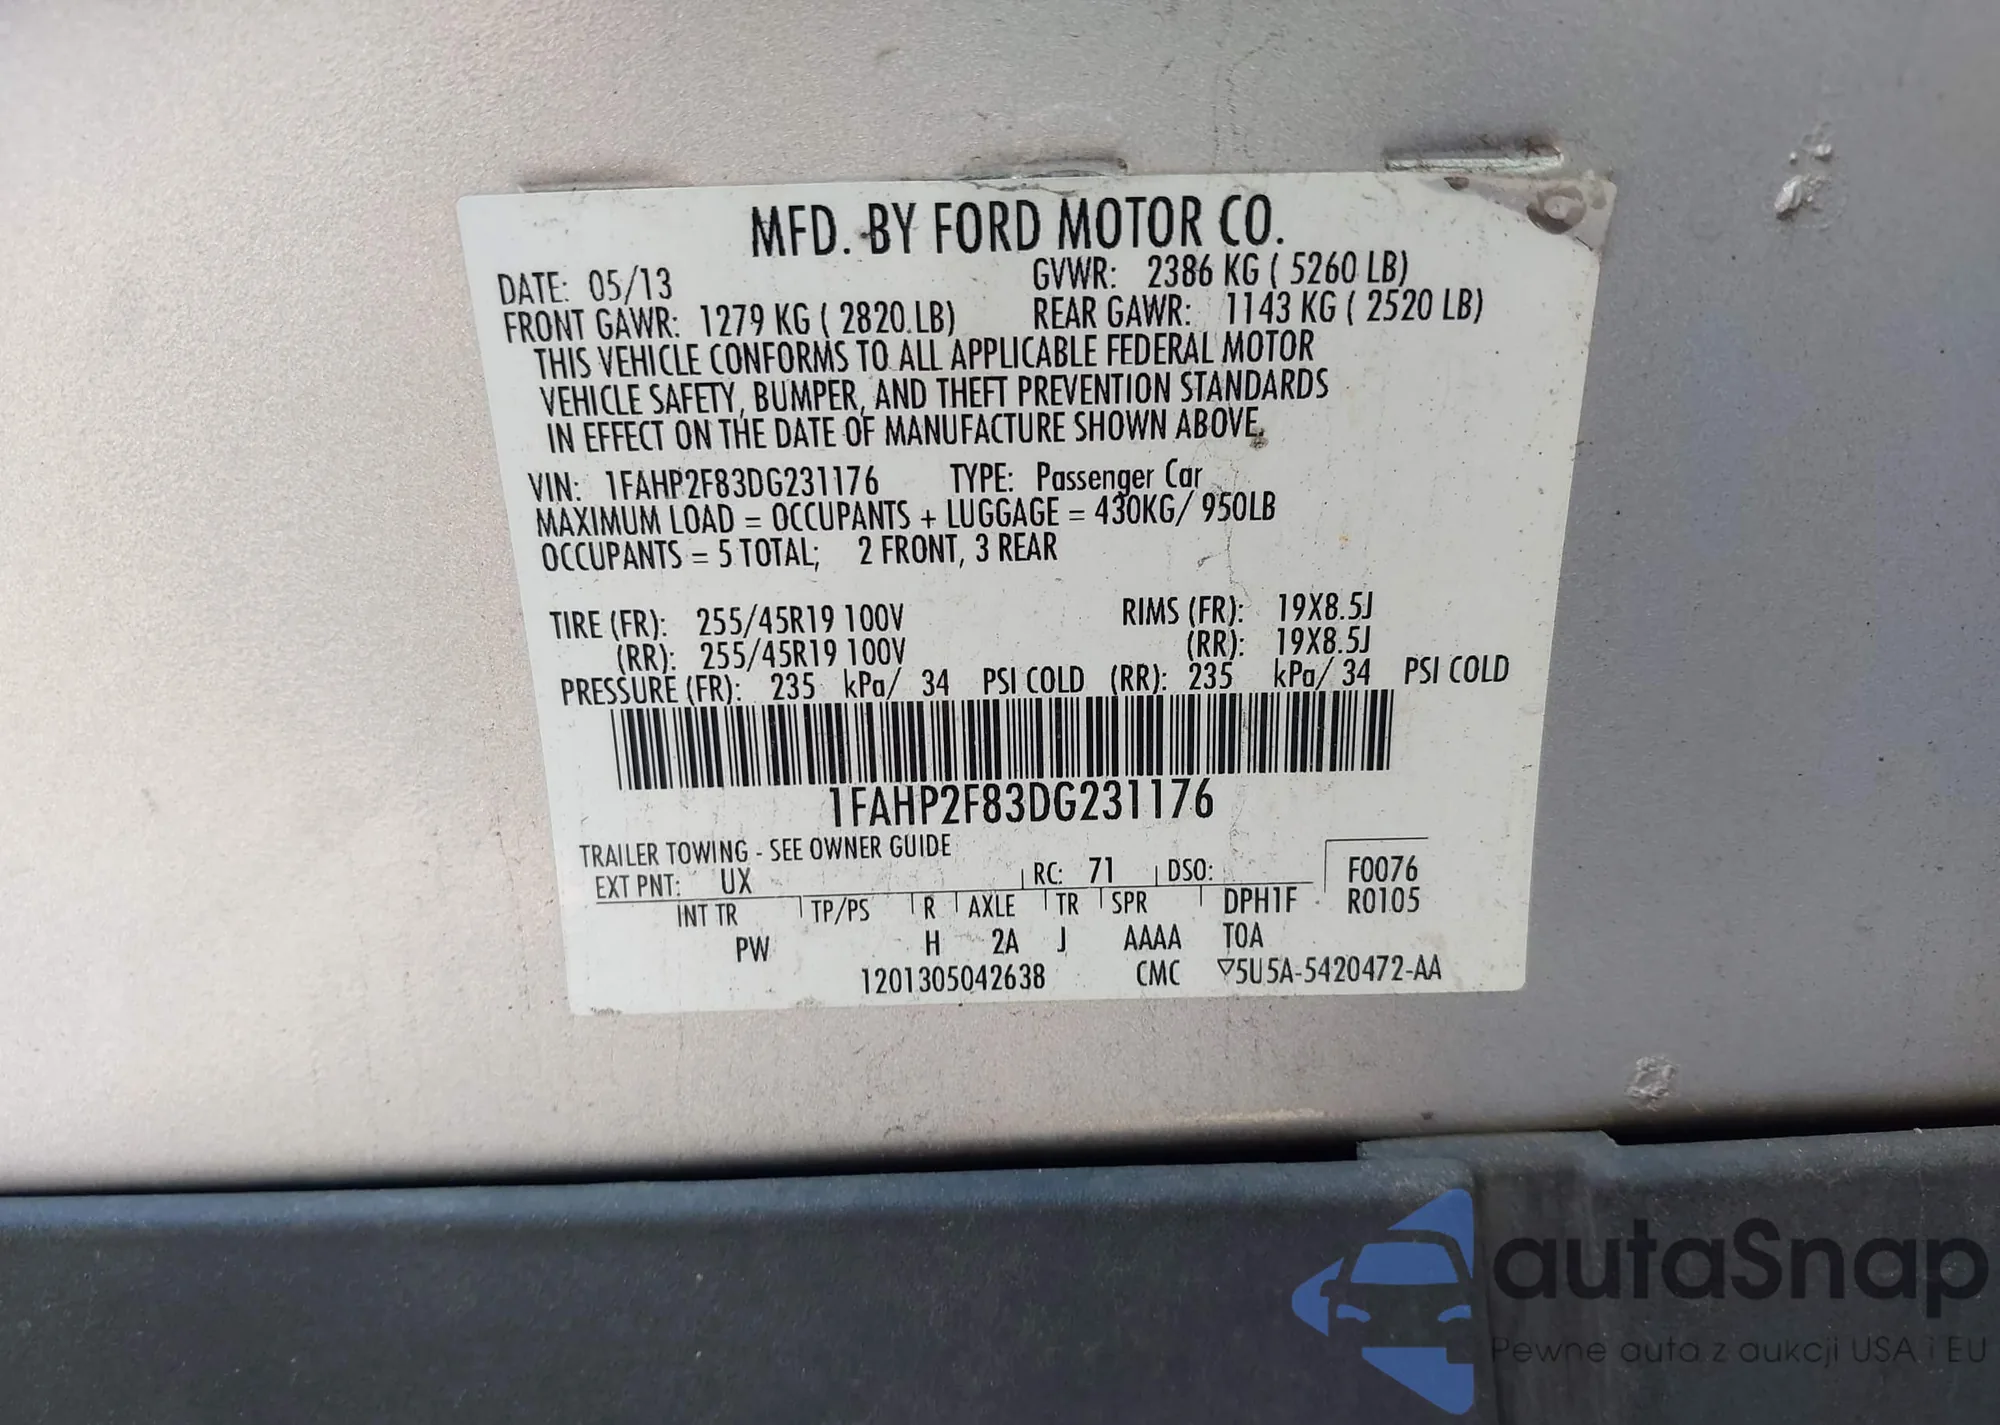 MFD. BY FORD MOTOR CO.
DATE: 05/13 GVWR: 2386 KG ( 5260 LB)
FRONT GAWR: 1279 KG ( 2820 LB) REAR GAWR: 1143 KG ( 2520 LB)
THIS VEHICLE CONFORMS TO ALL APPLICABLE FEDERAL MOTOR
VEHICLE SAFETY, BUMPER, AND THEFT PREVENTION STANDARDS
IN EFFECT ON THE DATE OF MANUFACTURE SHOWN ABOVE.
VIN: 1FAHP2F83DG231176 TYPE: Passenger Car
MAXIMUM LOAD = OCCUPANTS + LUGGAGE = 430KG/ 950LB
OCCUPANTS = 5 TOTAL; 2 FRONT, 3 REAR
TIRE (FR): 255/45R19 100V RIMS (FR): 19X8.5J
(RR): 255/45R19 100V (RR): 19X8.5J
PRESSURE (FR): 235 kPa/ 34 PSI COLD (RR): 235 kPa/ 34 PSI COLD
1FAHP2F83DG231176
TRAILER TOWING - SEE OWNER GUIDE
EXT PNT: UX RC: 71 DSO: F0076
INT TR TP/PS R AXLE TR SPR DPH1F R0105
PW H 2A J AAAA TOA
1201305042638 CMC ▽5U5A-5420472-AA
autaSnap
Pewne auta z aukcji USA i EU